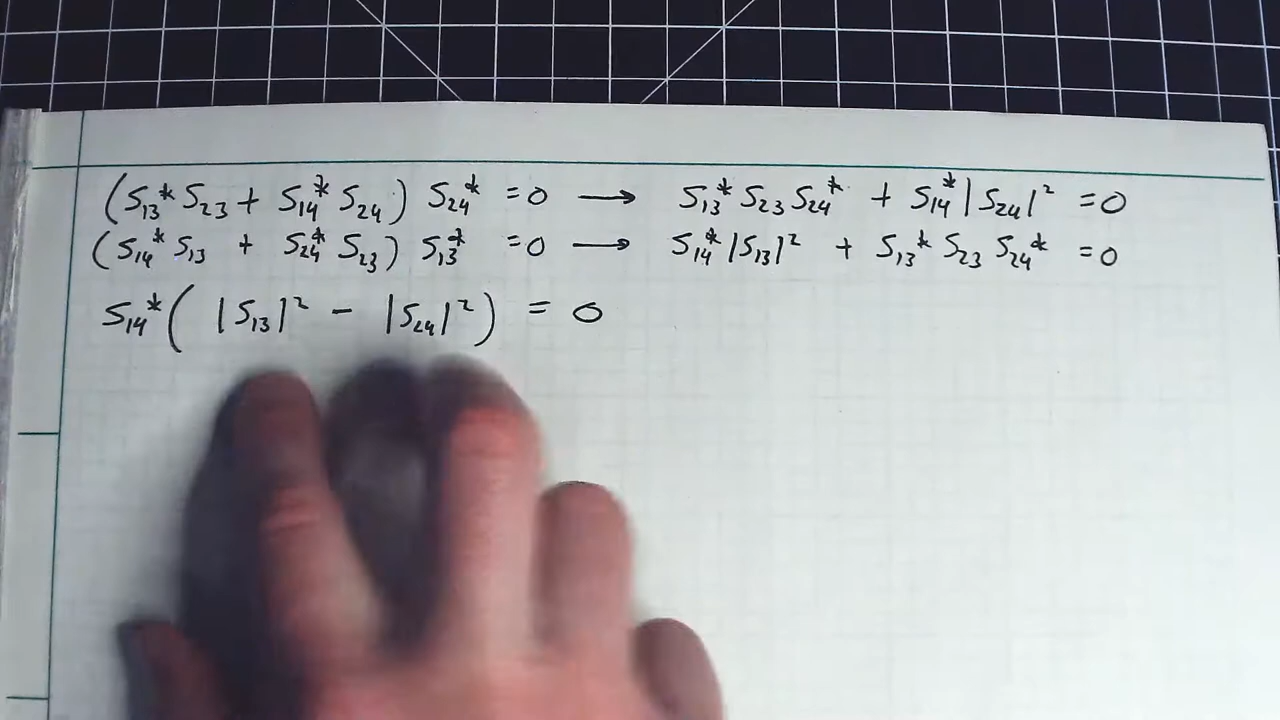 (S₁₃* S₂₃ + S₁₄* S₂₄) S₂₄* = 0 ⟶ S₁₃* S₂₃ S₂₄* + S₁₄* |S₂₄|² = 0
(S₁₄* S₁₃ + S₂₄* S₂₃) S₁₃* = 0 ⟶ S₁₄* |S₁₃|² + S₁₃* S₂₃ S₂₄* = 0
S₁₄* ( |S₁₃|² − |S₂₄|² ) = 0